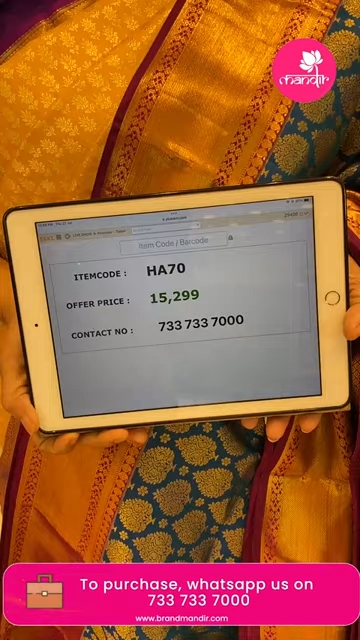 mandir
Item Code / Barcode
ITEMCODE : HA70
OFFER PRICE : 15,299
CONTACT NO : 733 733 7000
To purchase, whatsapp us on
733 733 7000
www.brandmandir.com